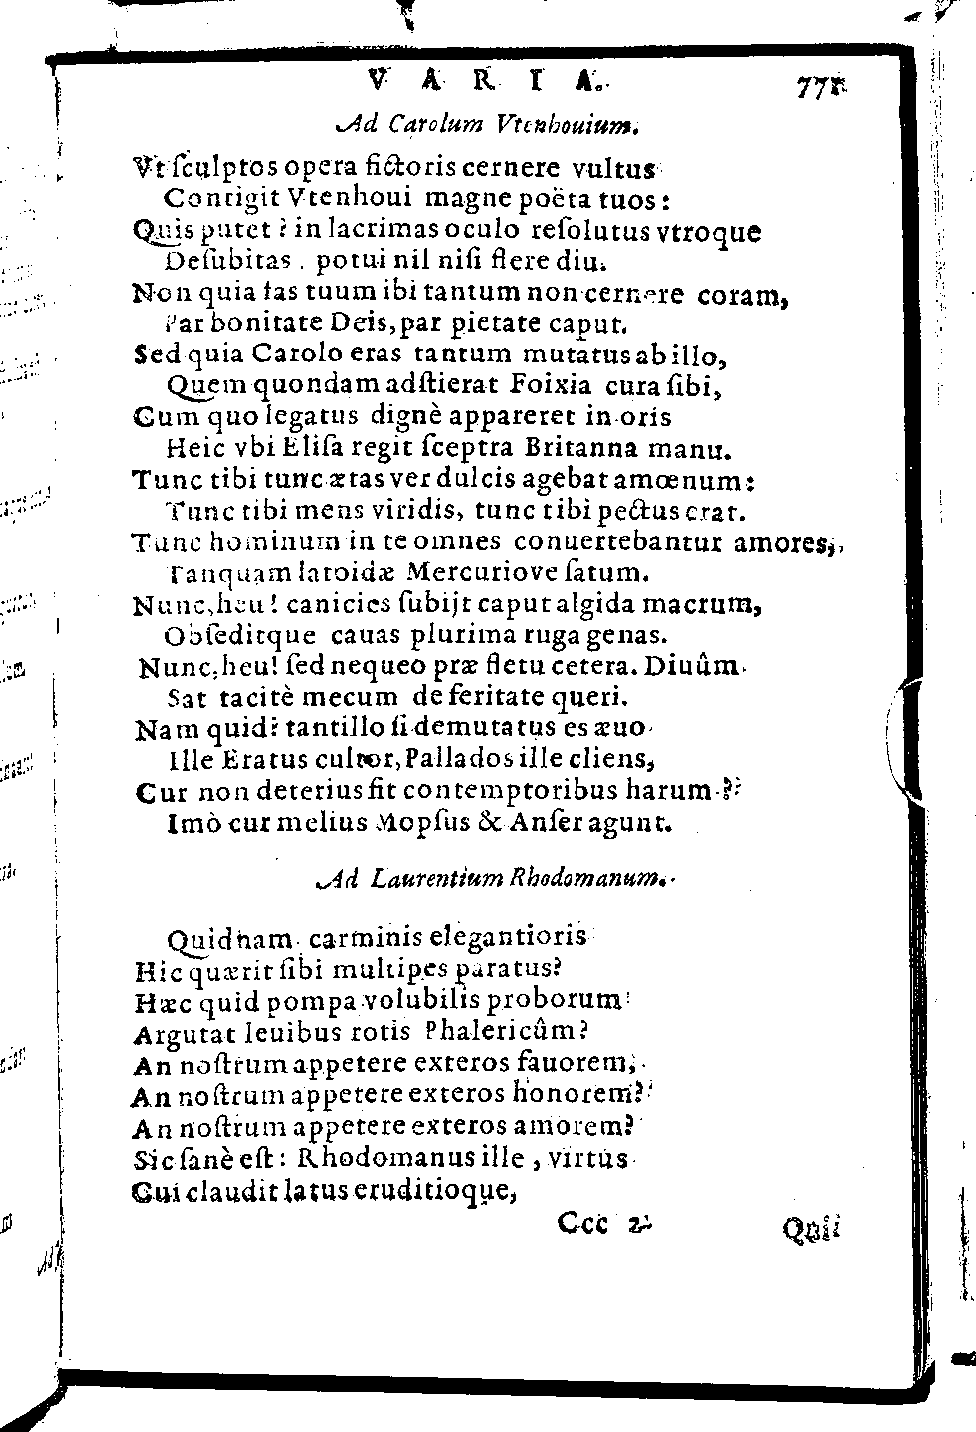 VARIA. 771
Ad Carolum Vtenhouium.
Vt ſculptos opera fictoris cernere vultus
Contigit Vtenhoui magne poëta tuos:
Quis putet? in lacrimas oculo reſolutus vtroque
Deſubitas . potui nil niſi flere diu.
Non quia fas tuum ibi tantum non cernere coram,
Par bonitate Deis, par pietate caput.
Sed quia Carolo eras tantum mutatus ab illo,
Quem quondam adſtierat Foixia cura ſibi,
Cum quo legatus dignè appareret in oris
Heic vbi Eliſa regit ſceptra Britanna manu.
Tunc tibi tunc ætas ver dulcis agebat amœnum:
Tunc tibi mens viridis, tunc tibi pectus erat.
Tunc hominum in te omnes conuertebantur amores,
Tanquam latoidæ Mercuriove ſatum.
Nunc, heu! canicies ſubijt caput algida macrum,
Obſeditque cauas plurima ruga genas.
Nunc, heu! ſed nequeo præ fletu cetera. Diuûm
Sat tacitè mecum de feritate queri.
Nam quid? tantillo ſi demutatus es æuo
Ille Eratus cultor, Pallados ille cliens,
Cur non deterius fit contemptoribus harum?
Imò cur melius Mopſus & Anſer agunt.
Ad Laurentium Rhodomanum.
Quidnam carminis elegantioris
Hic quærit ſibi multipes paratus?
Hæc quid pompa volubilis proborum
Argutat leuibus rotis Phalericûm?
An noſtrum appetere exteros fauorem,
An noſtrum appetere exteros honorem?
An noſtrum appetere exteros amorem?
Sic ſanè eſt: Rhodomanus ille, virtus
Cui claudit latus eruditioque,
Ccc 2 Qui